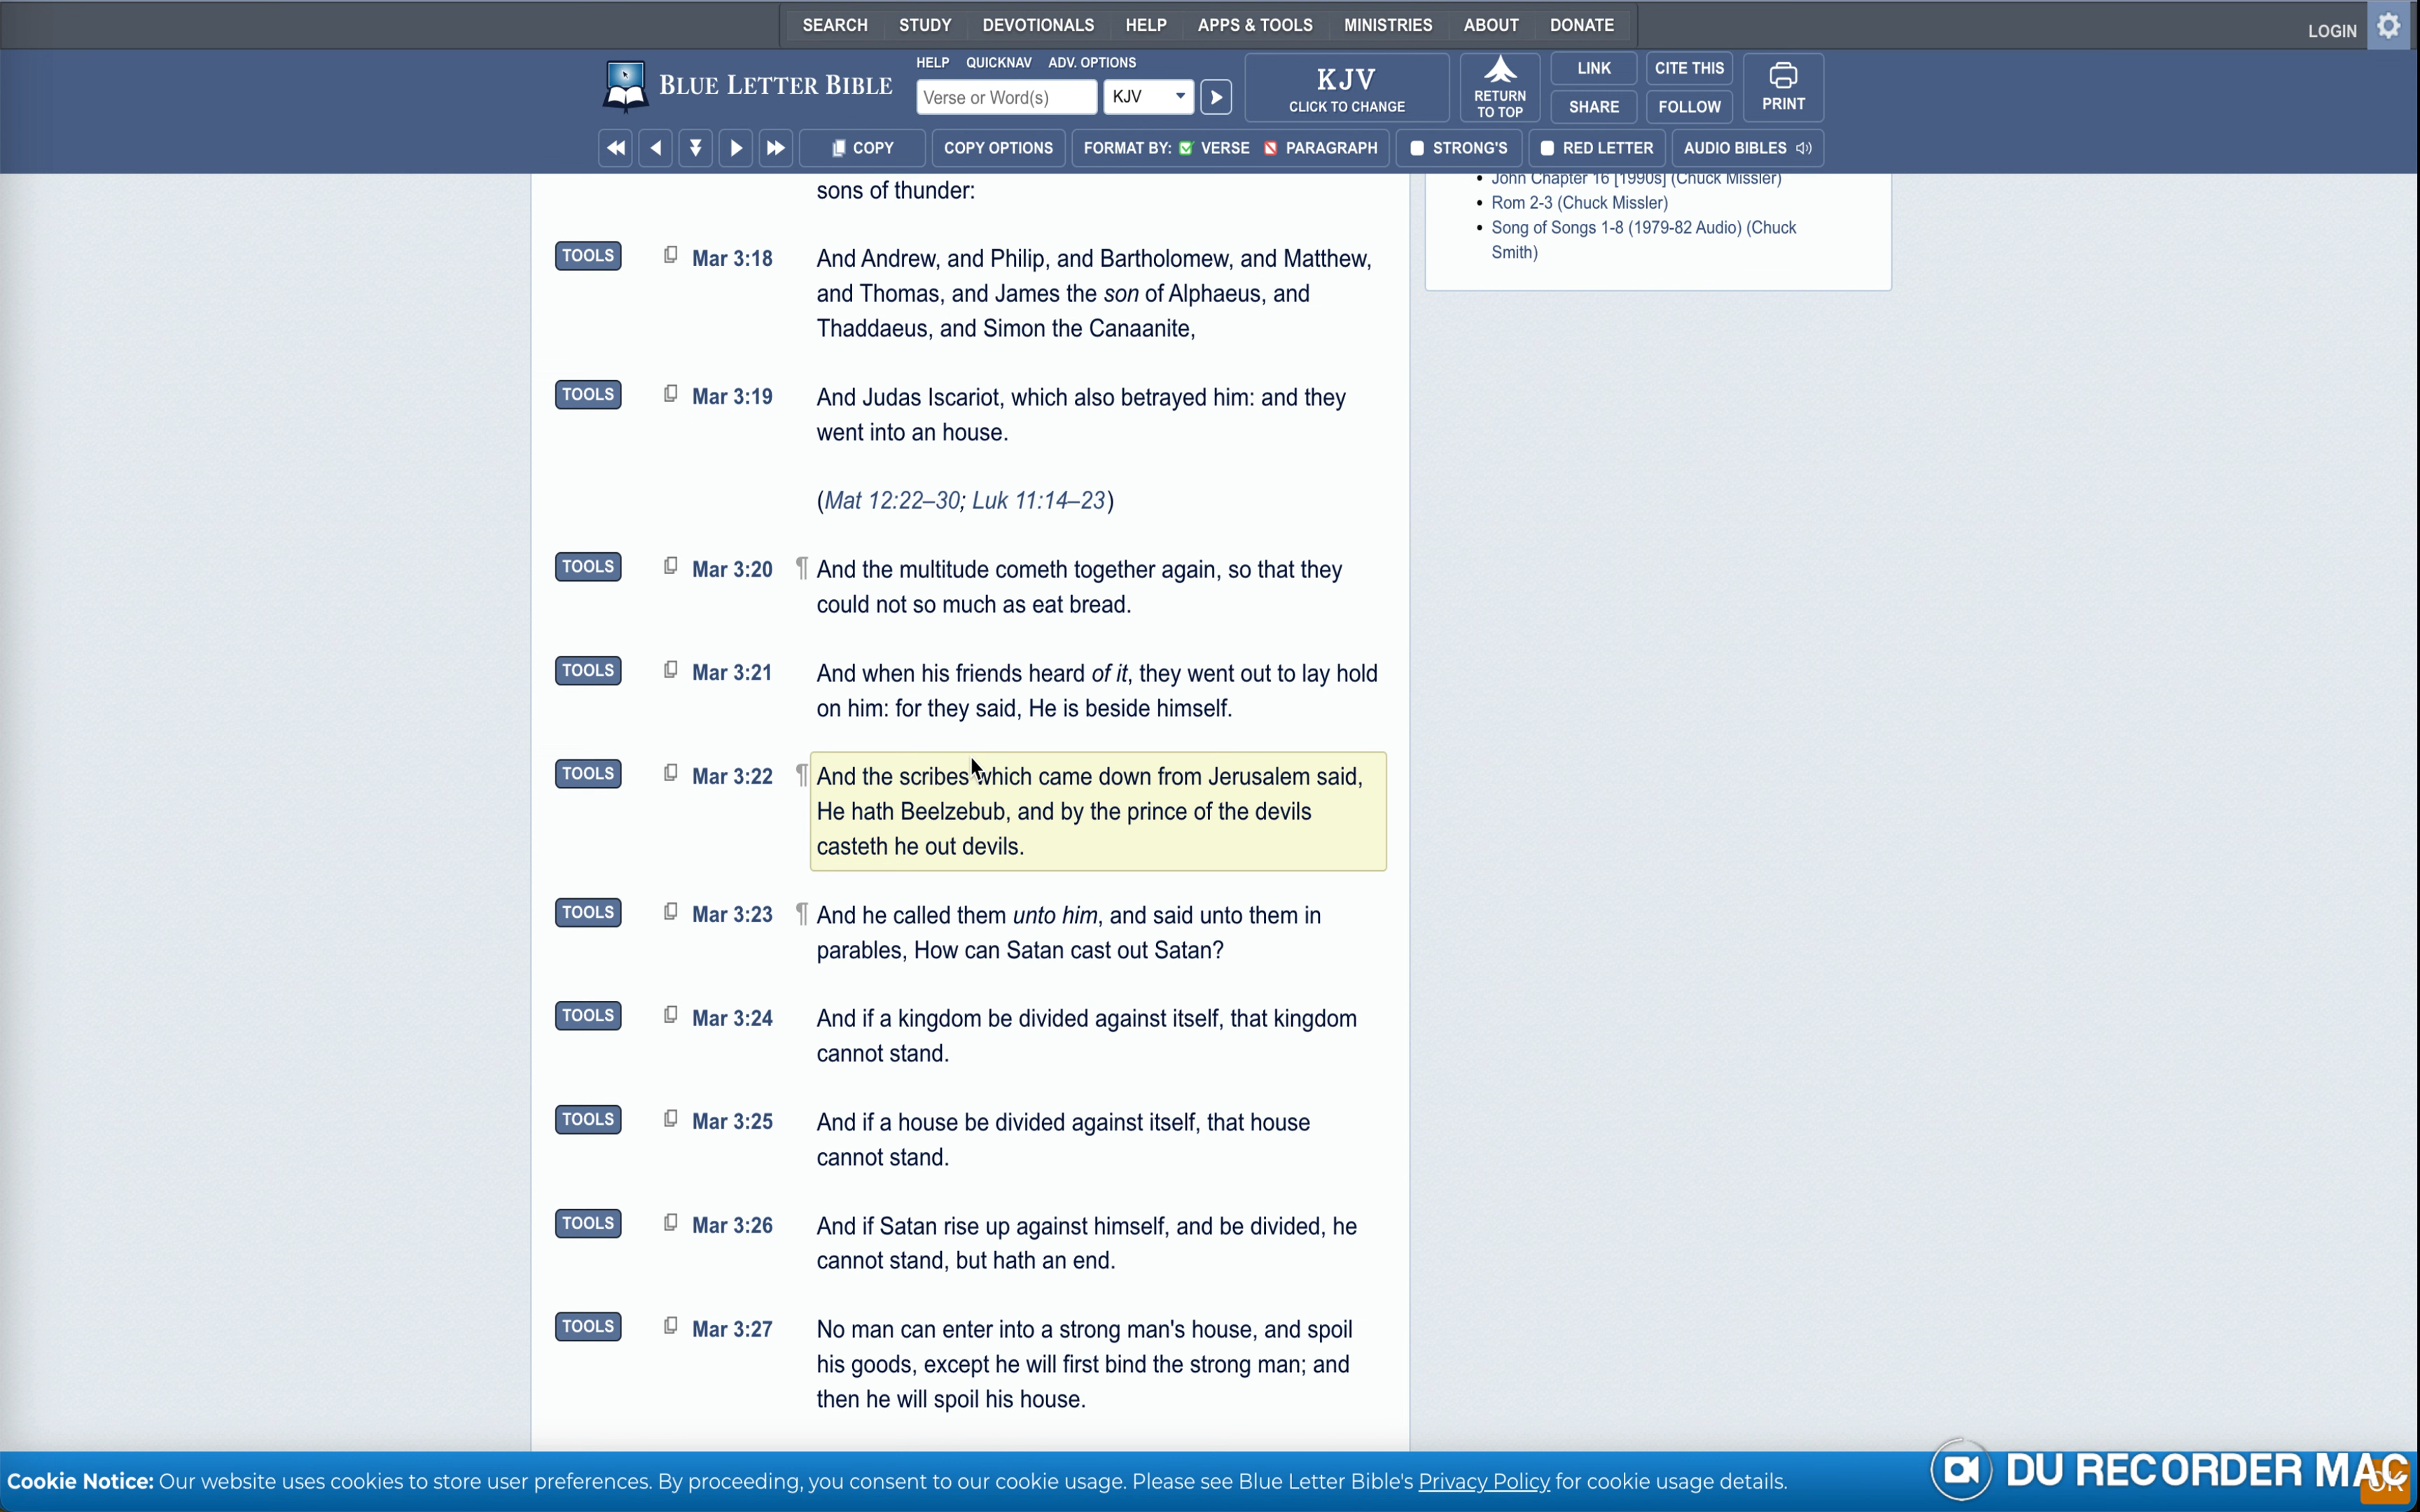 SEARCH STUDY DEVOTIONALS HELP APPS & TOOLS MINISTRIES ABOUT DONATE
LOGIN
BLUE LETTER BIBLE
HELP QUICKNAV ADV. OPTIONS
Verse or Word(s) KJV
KJV
CLICK TO CHANGE
RETURN
TO TOP
LINK CITE THIS
SHARE FOLLOW
PRINT
COPY COPY OPTIONS FORMAT BY: VERSE PARAGRAPH STRONG'S RED LETTER AUDIO BIBLES
sons of thunder:
TOOLS Mar 3:18 And Andrew, and Philip, and Bartholomew, and Matthew,
and Thomas, and James the son of Alphaeus, and
Thaddaeus, and Simon the Canaanite,
TOOLS Mar 3:19 And Judas Iscariot, which also betrayed him: and they
went into an house.
(Mat 12:22–30; Luk 11:14–23)
TOOLS Mar 3:20 ¶ And the multitude cometh together again, so that they
could not so much as eat bread.
TOOLS Mar 3:21 And when his friends heard of it, they went out to lay hold
on him: for they said, He is beside himself.
TOOLS Mar 3:22 ¶ And the scribes which came down from Jerusalem said,
He hath Beelzebub, and by the prince of the devils
casteth he out devils.
TOOLS Mar 3:23 ¶ And he called them unto him, and said unto them in
parables, How can Satan cast out Satan?
TOOLS Mar 3:24 And if a kingdom be divided against itself, that kingdom
cannot stand.
TOOLS Mar 3:25 And if a house be divided against itself, that house
cannot stand.
TOOLS Mar 3:26 And if Satan rise up against himself, and be divided, he
cannot stand, but hath an end.
TOOLS Mar 3:27 No man can enter into a strong man's house, and spoil
his goods, except he will first bind the strong man; and
then he will spoil his house.
John Chapter 16 [1990s] (Chuck Missler)
Rom 2-3 (Chuck Missler)
Song of Songs 1-8 (1979-82 Audio) (Chuck
Smith)
Cookie Notice: Our website uses cookies to store user preferences. By proceeding, you consent to our cookie usage. Please see Blue Letter Bible's Privacy Policy for cookie usage details.
OK
DU RECORDER MAC